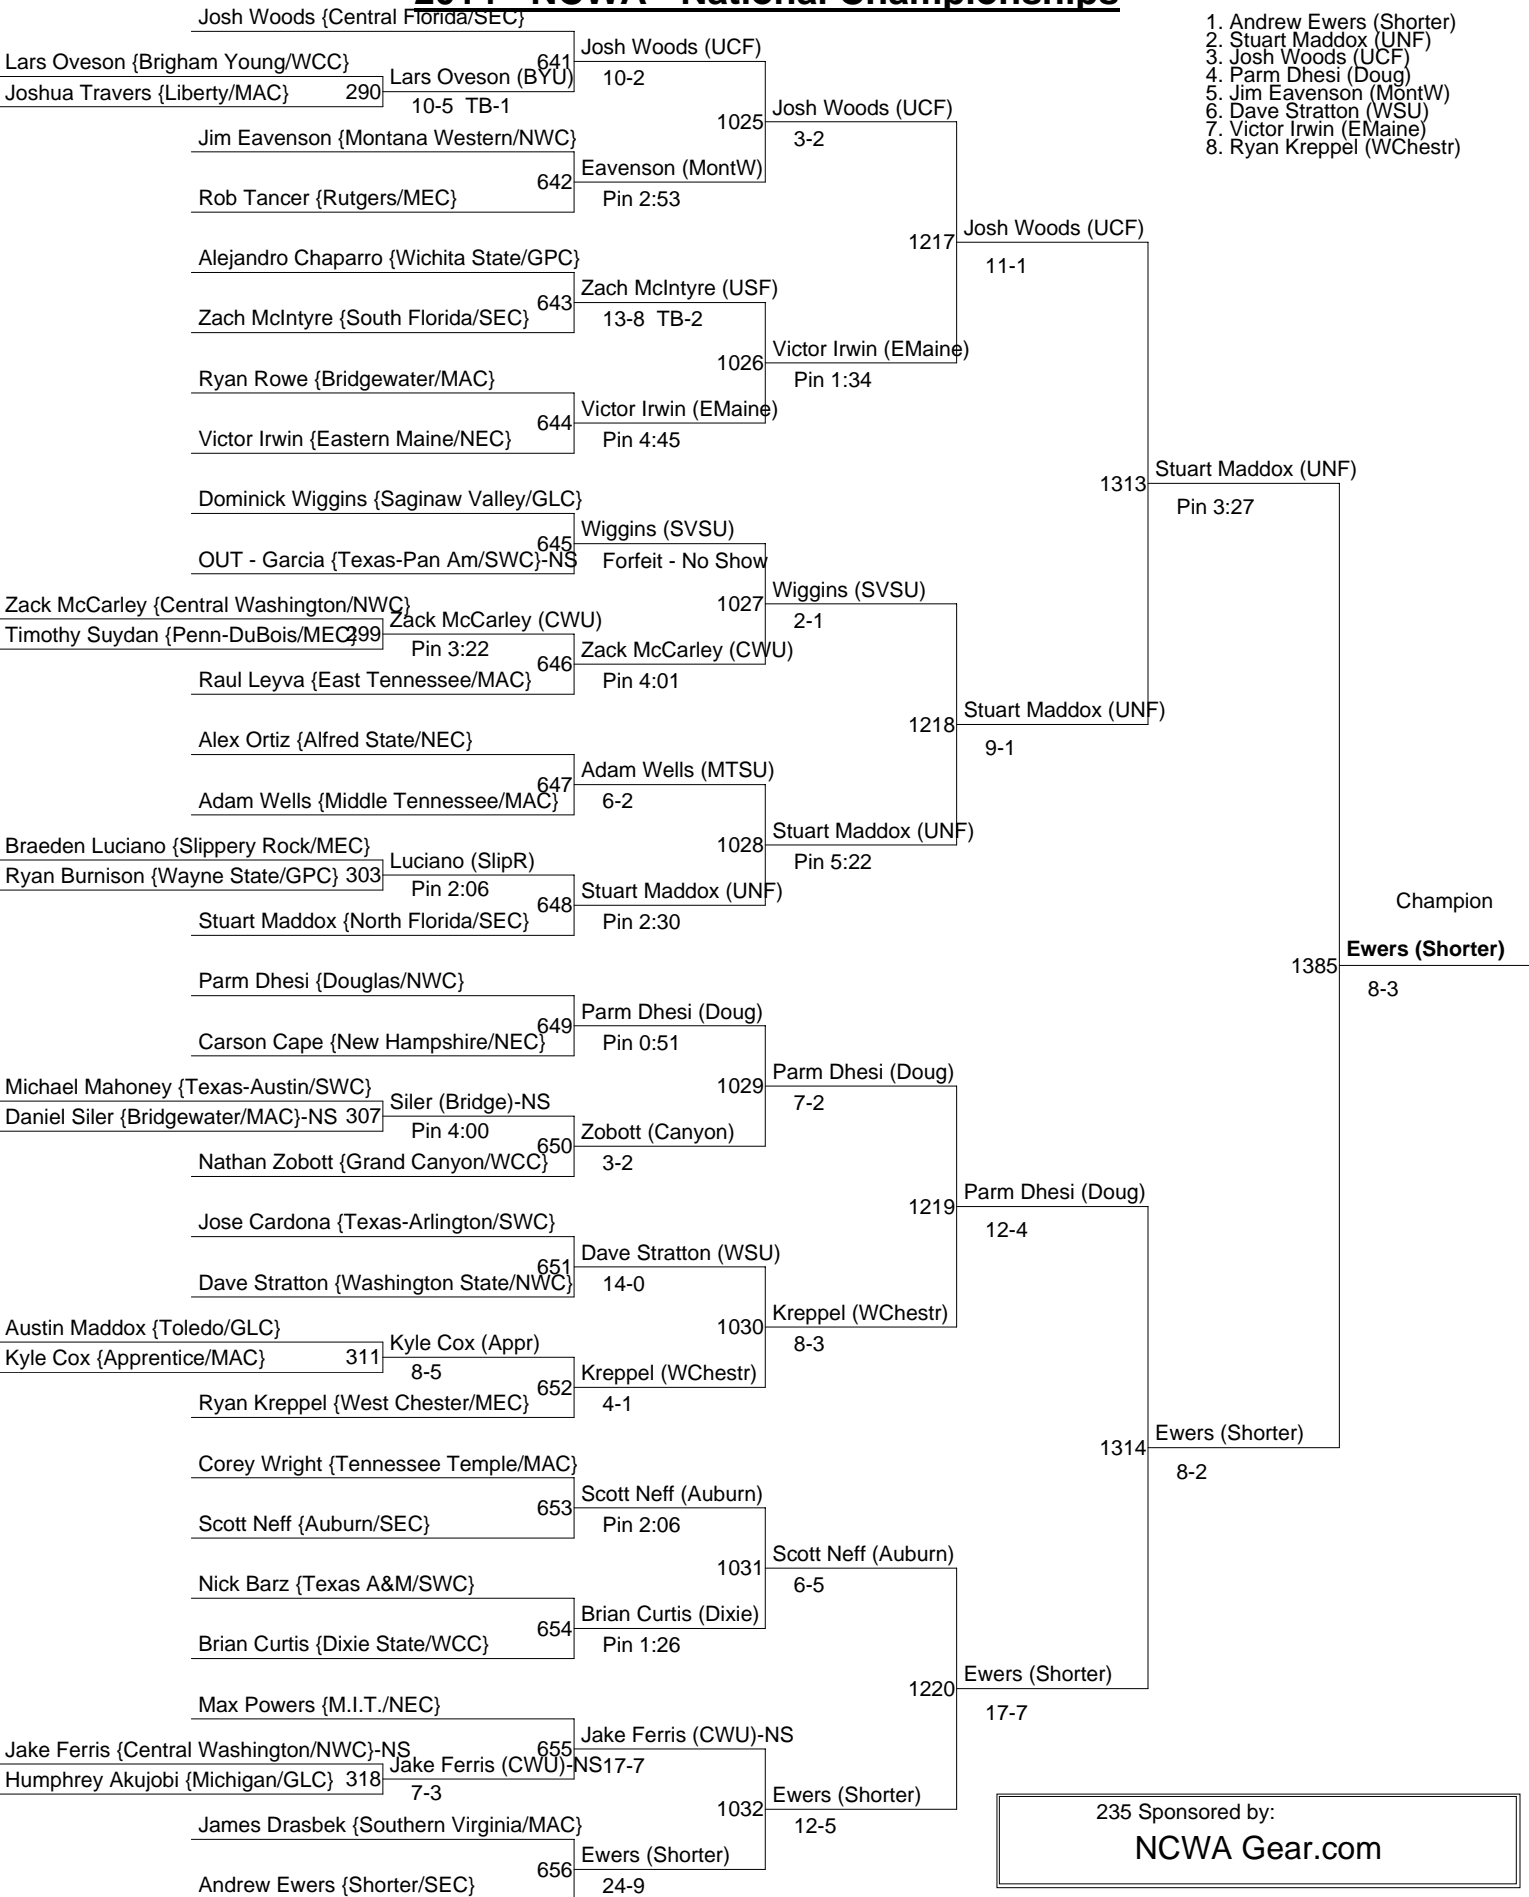 2011 - NCWA - National Championships
1. Andrew Ewers (Shorter)
2. Stuart Maddox (UNF)
3. Josh Woods (UCF)
4. Parm Dhesi (Doug)
5. Jim Eavenson (MontW)
6. Dave Stratton (WSU)
7. Victor Irwin (EMaine)
8. Ryan Kreppel (WChestr)
Josh Woods {Central Florida/SEC}
641 Josh Woods (UCF)
10-2
Lars Oveson {Brigham Young/WCC}
Joshua Travers {Liberty/MAC} 290
Lars Oveson (BYU)
10-5 TB-1
1025 Josh Woods (UCF)
3-2
Jim Eavenson {Montana Western/NWC}
642 Eavenson (MontW)
Pin 2:53
Rob Tancer {Rutgers/MEC}
1217 Josh Woods (UCF)
11-1
Alejandro Chaparro {Wichita State/GPC}
643 Zach McIntyre (USF)
13-8 TB-2
Zach McIntyre {South Florida/SEC}
1026 Victor Irwin (EMaine)
Pin 1:34
Ryan Rowe {Bridgewater/MAC}
644 Victor Irwin (EMaine)
Pin 4:45
Victor Irwin {Eastern Maine/NEC}
1313 Stuart Maddox (UNF)
Pin 3:27
Dominick Wiggins {Saginaw Valley/GLC}
645 Wiggins (SVSU)
Forfeit - No Show
OUT - Garcia {Texas-Pan Am/SWC}-NS
1027 Wiggins (SVSU)
2-1
Zack McCarley {Central Washington/NWC}
Timothy Suydan {Penn-DuBois/MEC} 299
Zack McCarley (CWU)
Pin 3:22
646 Zack McCarley (CWU)
Pin 4:01
Raul Leyva {East Tennessee/MAC}
1218 Stuart Maddox (UNF)
9-1
Alex Ortiz {Alfred State/NEC}
647 Adam Wells (MTSU)
6-2
Adam Wells {Middle Tennessee/MAC}
1028 Stuart Maddox (UNF)
Pin 5:22
Braeden Luciano {Slippery Rock/MEC}
Ryan Burnison {Wayne State/GPC} 303
Luciano (SlipR)
Pin 2:06
648 Stuart Maddox (UNF)
Pin 2:30
Stuart Maddox {North Florida/SEC}
Champion
1385 Ewers (Shorter)
8-3
Parm Dhesi {Douglas/NWC}
649 Parm Dhesi (Doug)
Pin 0:51
Carson Cape {New Hampshire/NEC}
1029 Parm Dhesi (Doug)
7-2
Michael Mahoney {Texas-Austin/SWC}
Daniel Siler {Bridgewater/MAC}-NS 307
Siler (Bridge)-NS
Pin 4:00
650 Zobott (Canyon)
3-2
Nathan Zobott {Grand Canyon/WCC}
1219 Parm Dhesi (Doug)
12-4
Jose Cardona {Texas-Arlington/SWC}
651 Dave Stratton (WSU)
14-0
Dave Stratton {Washington State/NWC}
1030 Kreppel (WChestr)
8-3
Austin Maddox {Toledo/GLC}
Kyle Cox {Apprentice/MAC} 311
Kyle Cox (Appr)
8-5
652 Kreppel (WChestr)
4-1
Ryan Kreppel {West Chester/MEC}
1314 Ewers (Shorter)
8-2
Corey Wright {Tennessee Temple/MAC}
653 Scott Neff (Auburn)
Pin 2:06
Scott Neff {Auburn/SEC}
1031 Scott Neff (Auburn)
6-5
Nick Barz {Texas A&M/SWC}
654 Brian Curtis (Dixie)
Pin 1:26
Brian Curtis {Dixie State/WCC}
1220 Ewers (Shorter)
17-7
Max Powers {M.I.T./NEC}
655 Jake Ferris (CWU)-NS
17-7
Jake Ferris {Central Washington/NWC}-NS
Humphrey Akujobi {Michigan/GLC} 318
Jake Ferris (CWU)-NS
7-3
1032 Ewers (Shorter)
12-5
James Drasbek {Southern Virginia/MAC}
656 Ewers (Shorter)
24-9
Andrew Ewers {Shorter/SEC}
235 Sponsored by:
NCWA Gear.com